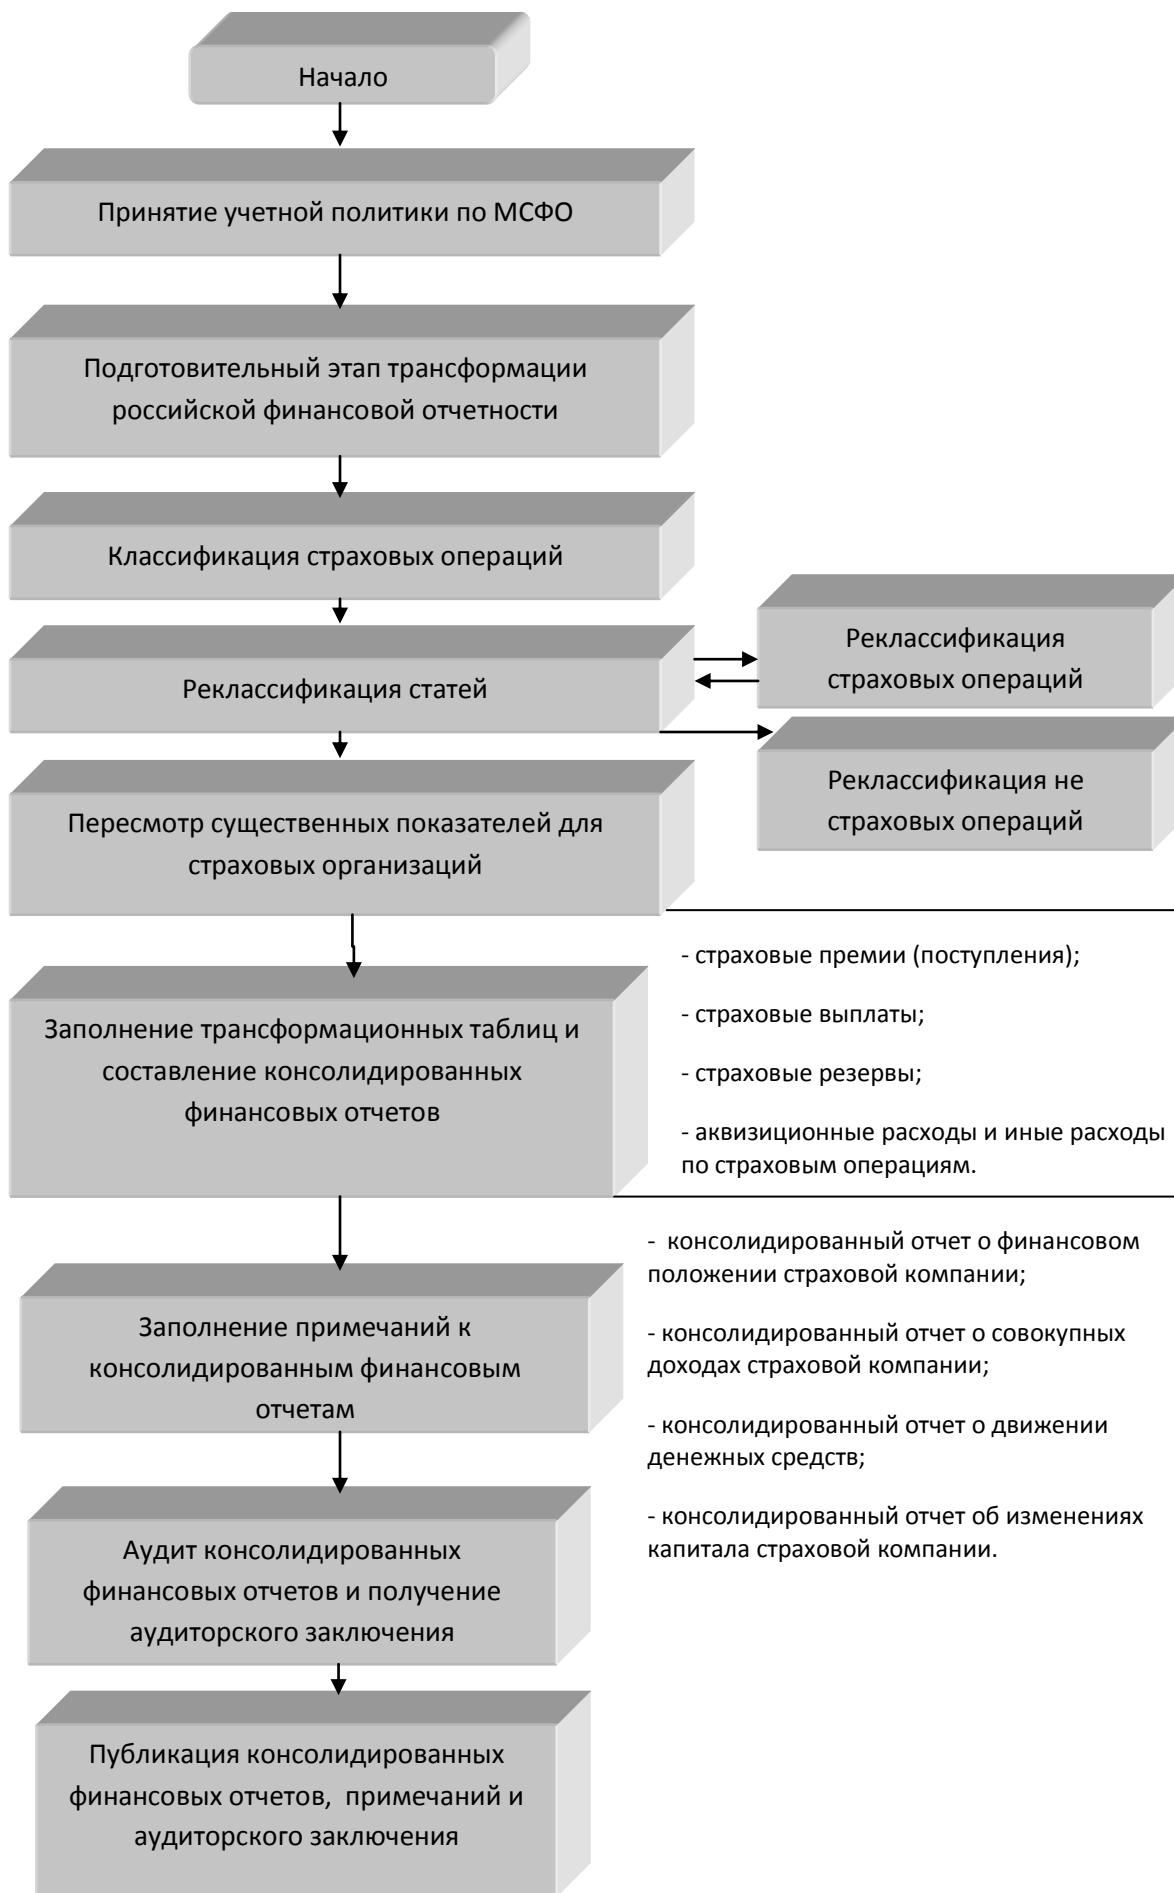 Начало
Принятие учетной политики по МСФО
Подготовительный этап трансформации
российской финансовой отчетности
Классификация страховых операций
Реклассификация статей
Реклассификация
страховых операций
Реклассификация не
страховых операций
Пересмотр существенных показателей для
страховых организаций
- страховые премии (поступления);
- страховые выплаты;
- страховые резервы;
- аквизиционные расходы и иные расходы
по страховым операциям.
Заполнение трансформационных таблиц и
составление консолидированных
финансовых отчетов
- консолидированный отчет о финансовом
положении страховой компании;
- консолидированный отчет о совокупных
доходах страховой компании;
- консолидированный отчет о движении
денежных средств;
- консолидированный отчет об изменениях
капитала страховой компании.
Заполнение примечаний к
консолидированным финансовым
отчетам
Аудит консолидированных
финансовых отчетов и получение
аудиторского заключения
Публикация консолидированных
финансовых отчетов, примечаний и
аудиторского заключения